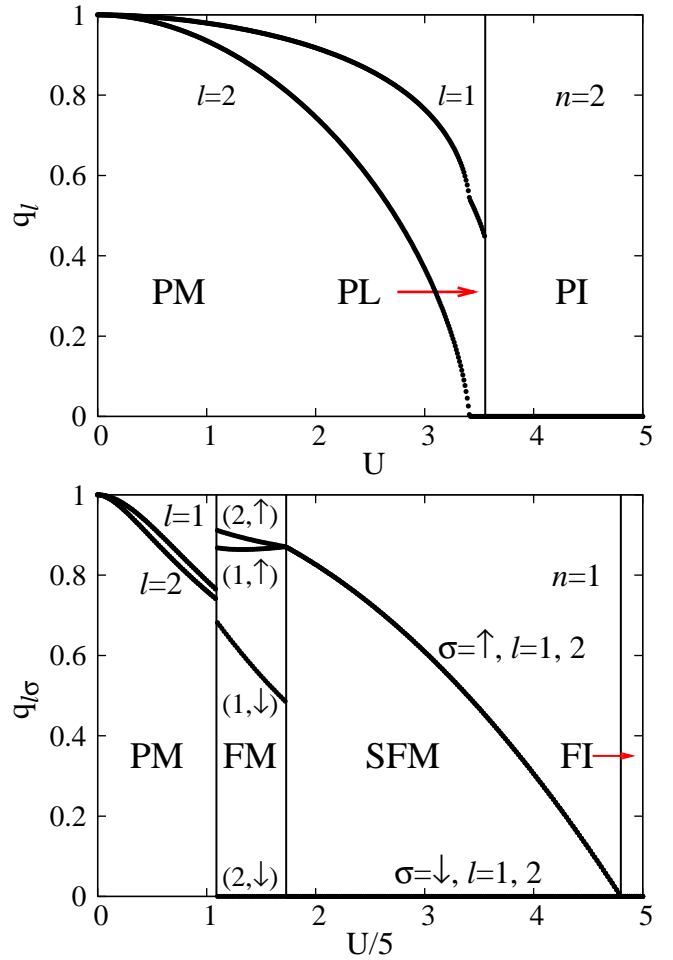 1
l=2
l=1
n=2
0.8
0.6
q_l
0.4
PM
PL
PI
0.2
0
0 1 2 3 4 5
U
1
l=1
(2,↑)
l=2
(1,↑)
n=1
0.8
σ=↑, l=1, 2
0.6
q_lσ
(1,↓)
0.4
PM
FM
SFM
FI
0.2
(2,↓)
σ=↓, l=1, 2
0
0 1 2 3 4 5
U/5